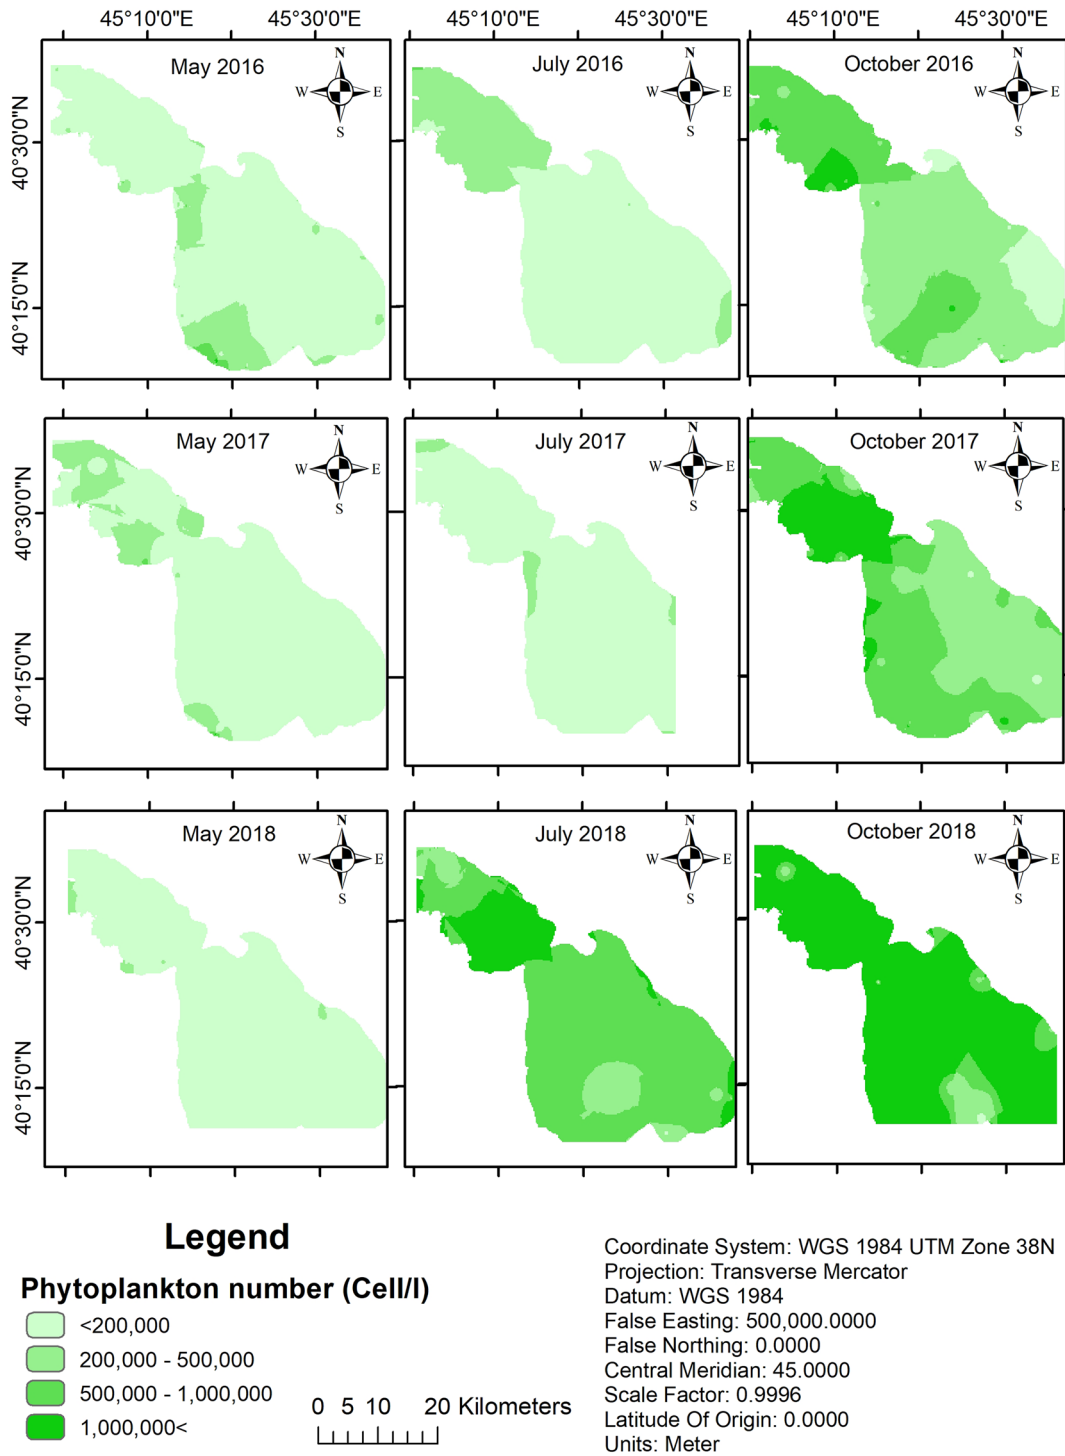 45°10'0"E 45°30'0"E 45°10'0"E 45°30'0"E 45°10'0"E 45°30'0"E
May 2016 N W E S
July 2016 N W E S
October 2016 N W E S
40°30'0"N
40°15'0"N
May 2017 N W E S
July 2017 N W E S
October 2017 N W E S
40°30'0"N
40°15'0"N
May 2018 N W E S
July 2018 N W E S
October 2018 N W E S
40°30'0"N
40°15'0"N
Legend
Phytoplankton number (Cell/l)
<200,000
200,000 - 500,000
500,000 - 1,000,000
1,000,000<
0 5 10 20 Kilometers
Coordinate System: WGS 1984 UTM Zone 38N
Projection: Transverse Mercator
Datum: WGS 1984
False Easting: 500,000.0000
False Northing: 0.0000
Central Meridian: 45.0000
Scale Factor: 0.9996
Latitude Of Origin: 0.0000
Units: Meter